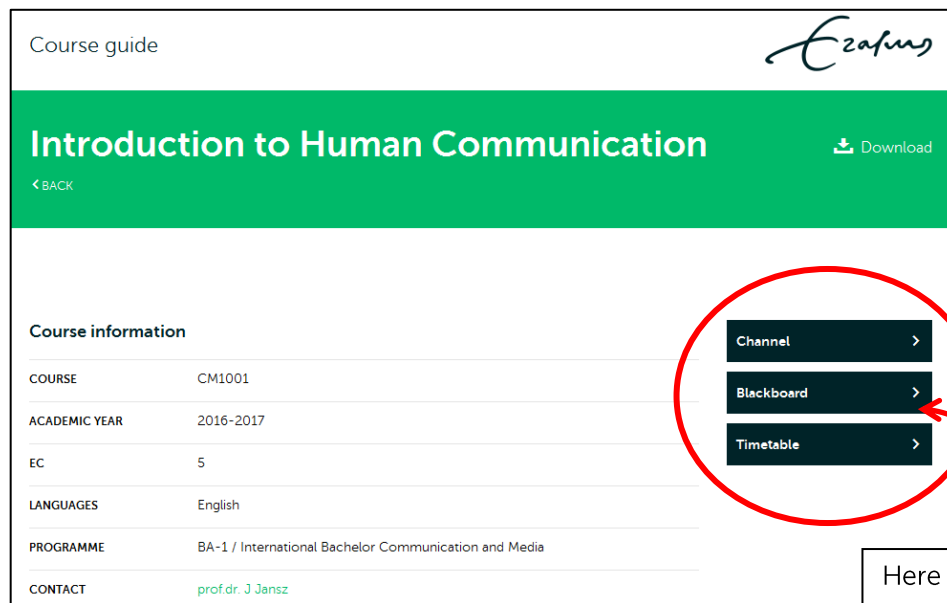 Course guide
Erasmus
Introduction to Human Communication
Download
BACK
Course information
COURSE CM1001
ACADEMIC YEAR 2016-2017
EC 5
LANGUAGES English
PROGRAMME BA-1 / International Bachelor Communication and Media
CONTACT prof.dr. J Jansz
Channel
Blackboard
Timetable
Here